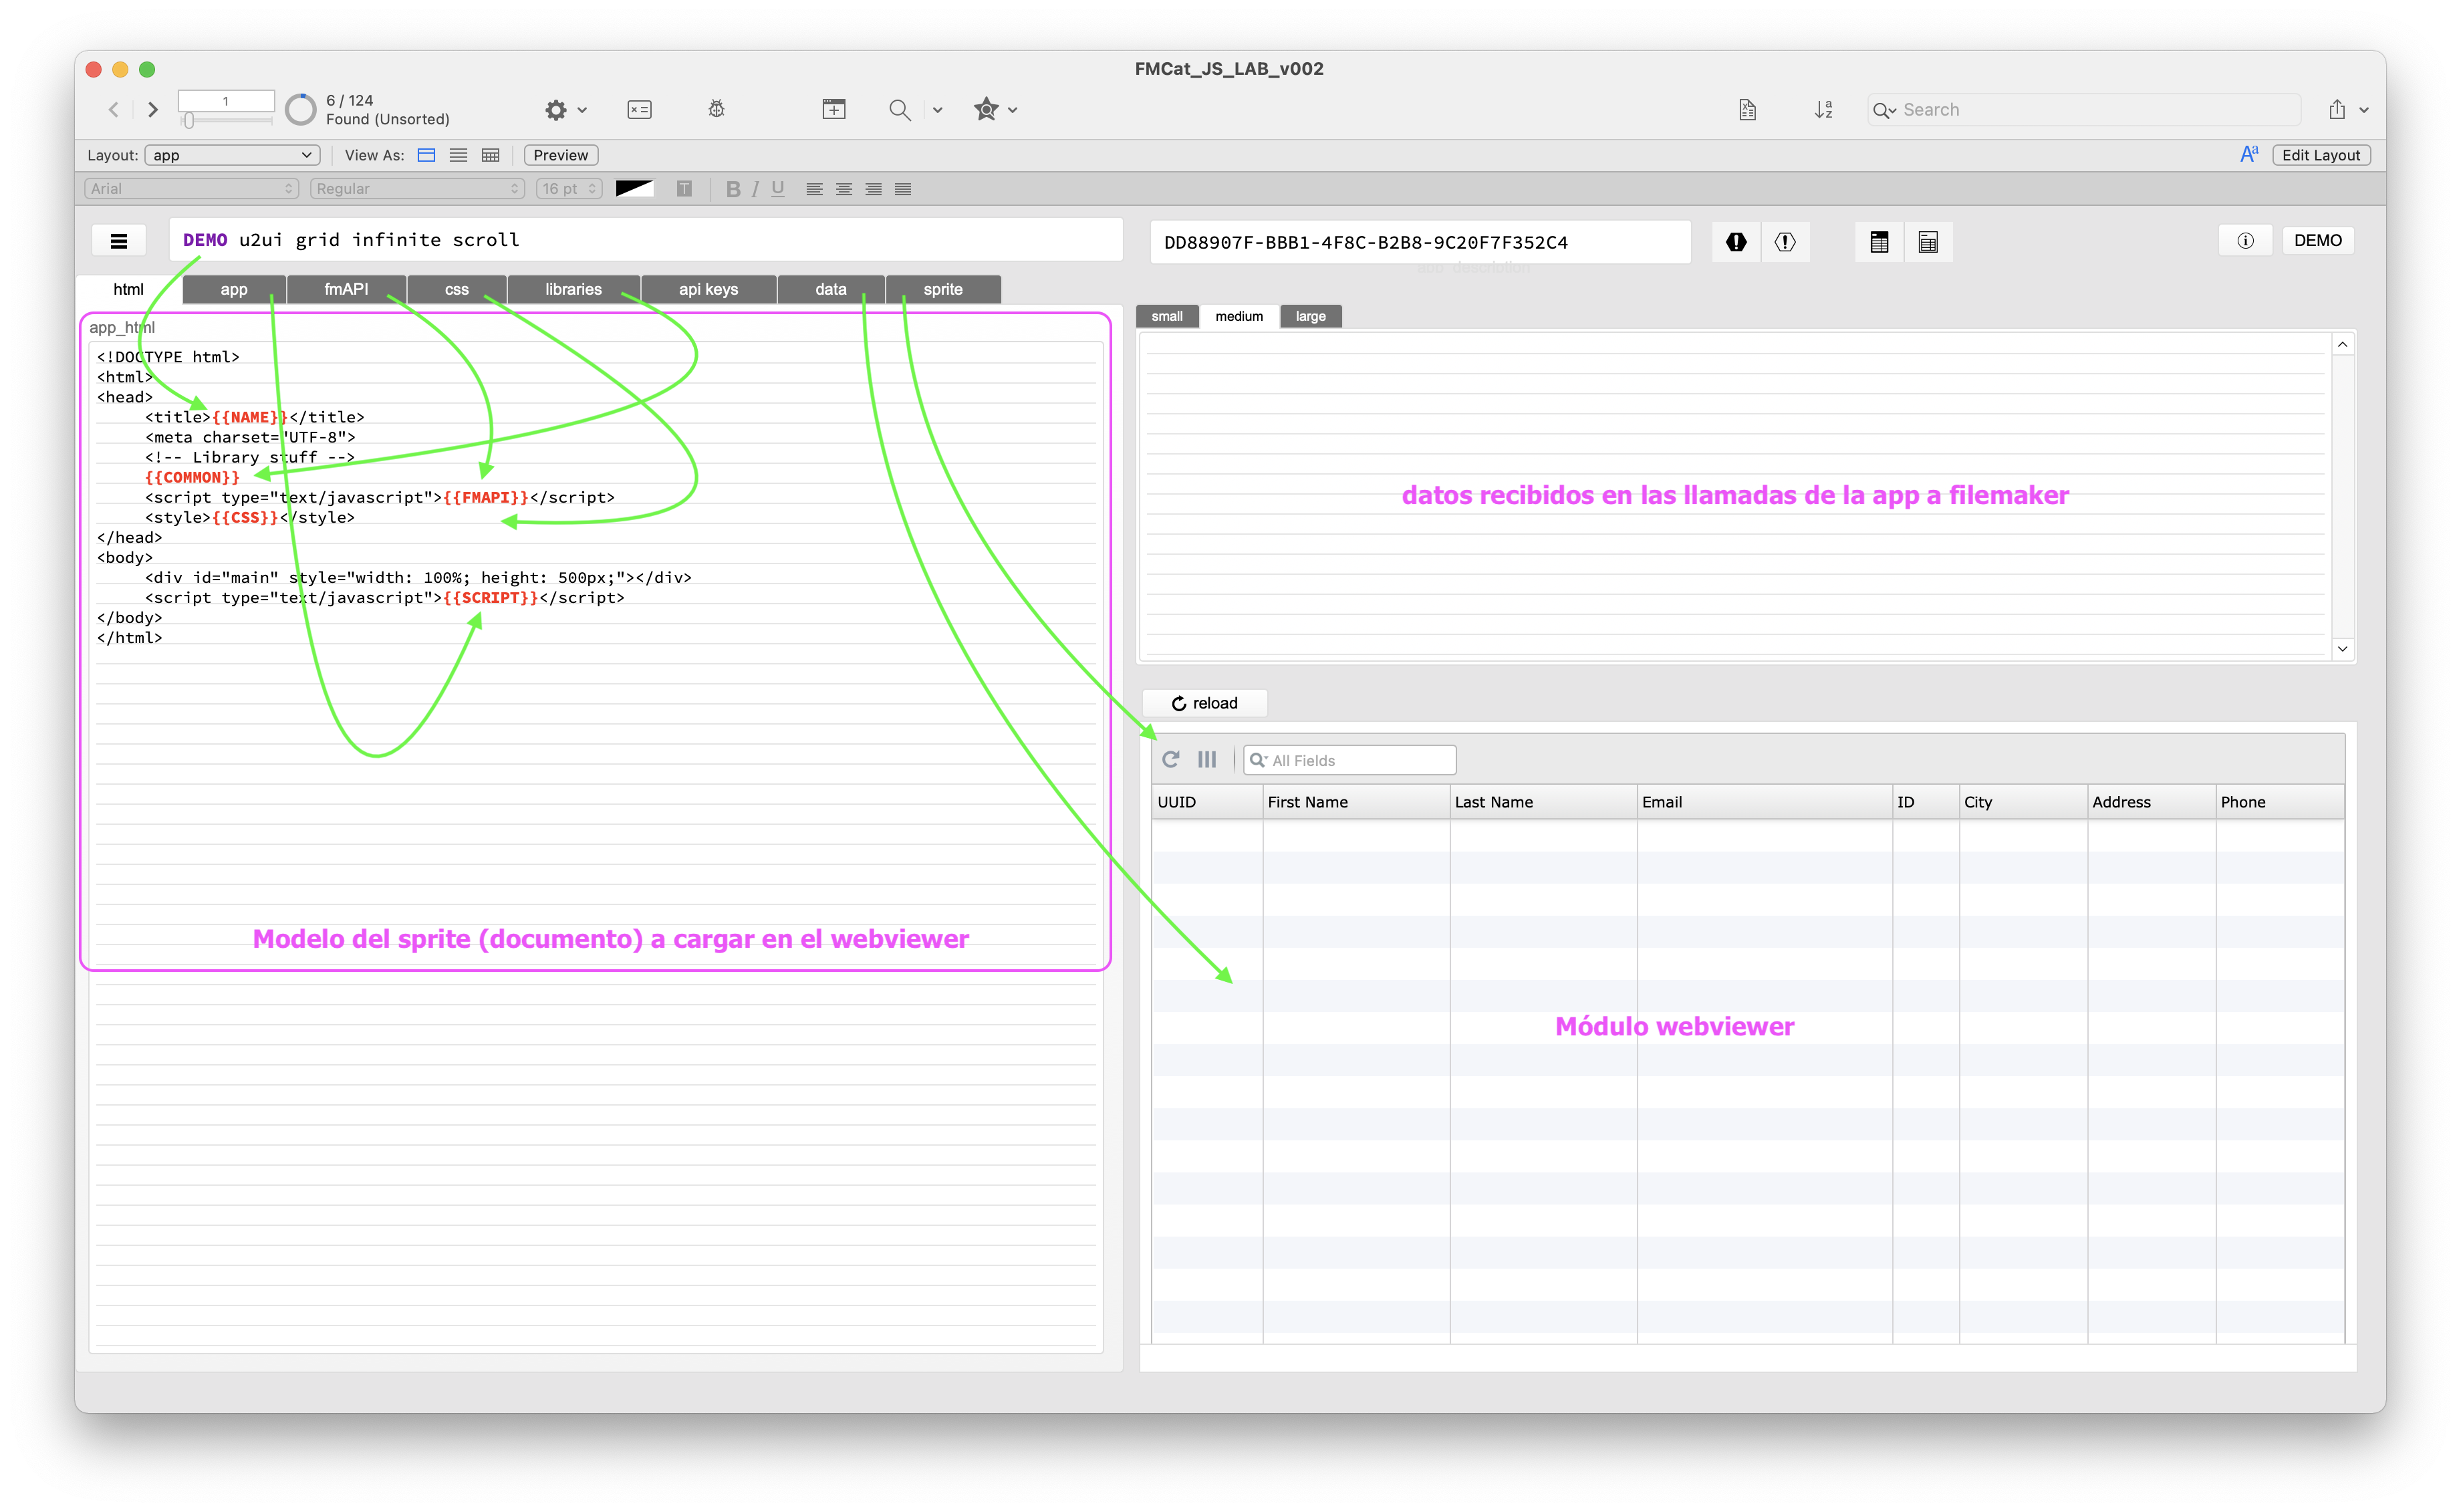 FMCat_JS_LAB_v002
1
6 / 124
Found (Unsorted)
Search
Layout: app View As: Preview Edit Layout
Arial Regular 16 pt B I U
DEMO u2ui grid infinite scroll
DD88907F-BBB1-4F8C-B2B8-9C20F7F352C4
DEMO
app_description
html app fmAPI css libraries api keys data sprite
small medium large
app_html
<!DOCTYPE html>
<html>
<head>
<title>{{NAME}}</title>
<meta charset="UTF-8">
<!-- Library stuff -->
{{COMMON}}
<script type="text/javascript">{{FMAPI}}</script>
<style>{{CSS}}</style>
</head>
<body>
<div id="main" style="width: 100%; height: 500px;"></div>
<script type="text/javascript">{{SCRIPT}}</script>
</body>
</html>
Modelo del sprite (documento) a cargar en el webviewer
datos recibidos en las llamadas de la app a filemaker
reload
All Fields
UUID First Name Last Name Email ID City Address Phone
Módulo webviewer